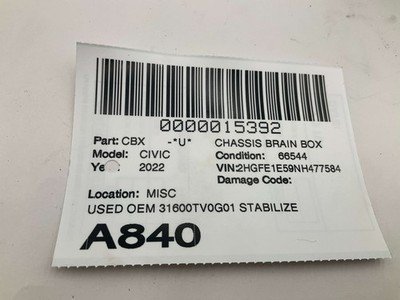 0000015392
Part: CBX -*U* CHASSIS BRAIN BOX
Model: CIVIC Condition: 66544
Ye 2022 VIN:2HGFE1E59NH477584
Damage Code:
Location: MISC
USED OEM 31600TV0G01 STABILIZE
A840